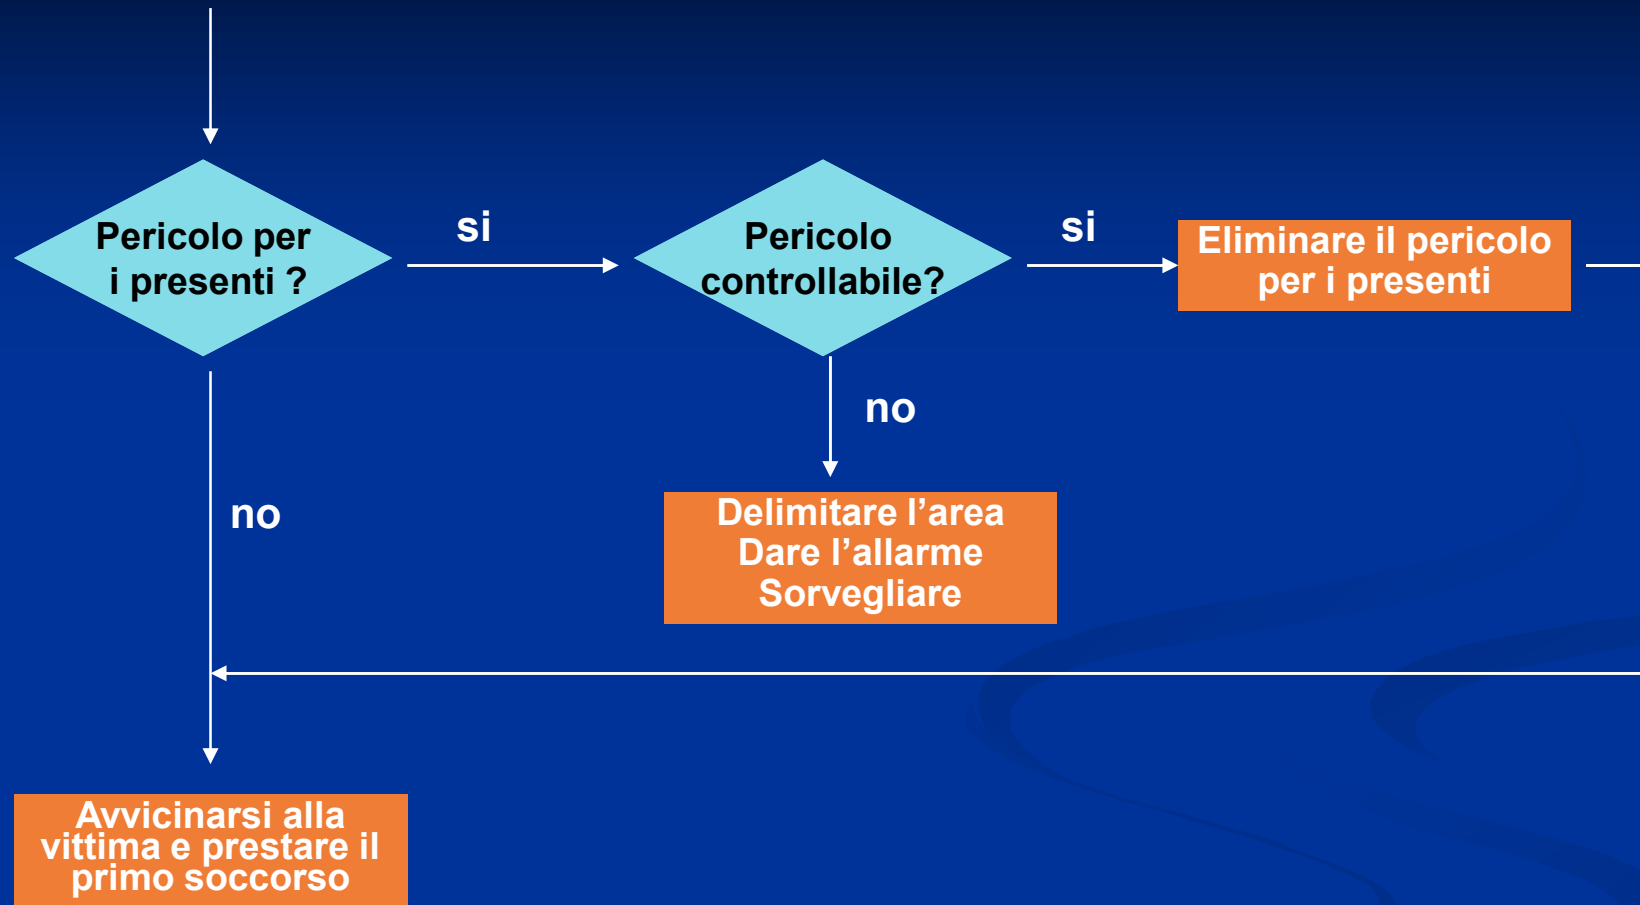 Pericolo per
i presenti ?
si
Pericolo
controllabile?
si
Eliminare il pericolo
per i presenti
no
Delimitare l’area
Dare l’allarme
Sorvegliare
no
Avvicinarsi alla
vittima e prestare il
primo soccorso